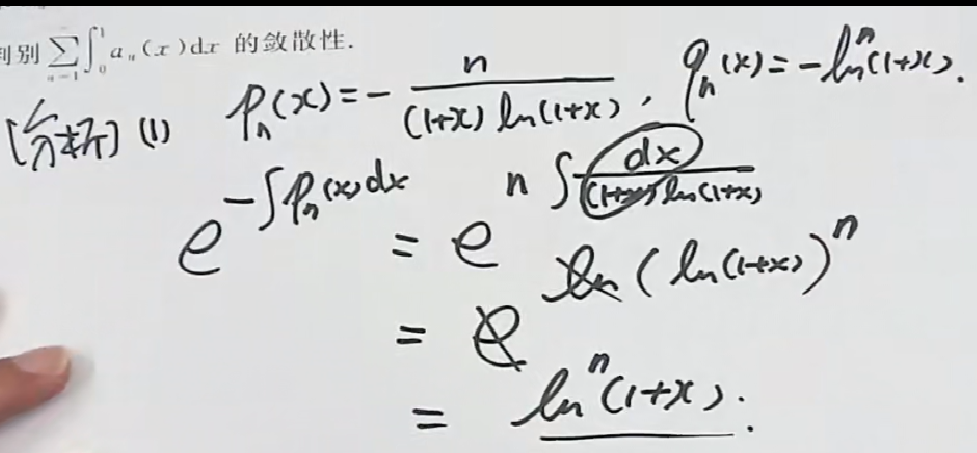 判别 \sum_{n=1}^{\infty} \int_0^1 a_n(x)dx 的敛散性.
[分析] (1) p_n(x) = - \frac{n}{(1+x) ln(1+x)}, q_n(x) = -ln^n(1+x).
e^{-\int p_n(x)dx} = e^{n \int \frac{dx}{(1+x) ln(1+x)}}
= e^{ln(ln(1+x))^n}
= ln^n(1+x).